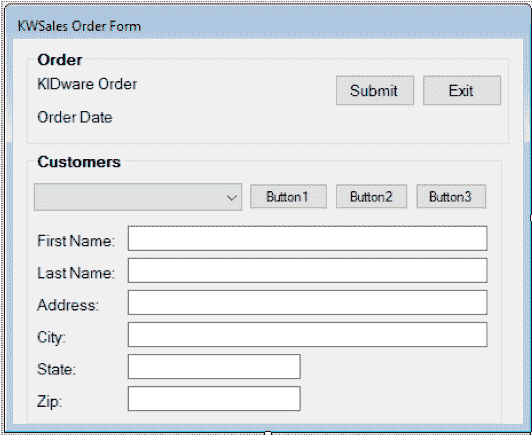 KWSales Order Form
Order
KIDware Order
Submit Exit
Order Date
Customers
Button1 Button2 Button3
First Name:
Last Name:
Address:
City:
State:
Zip: